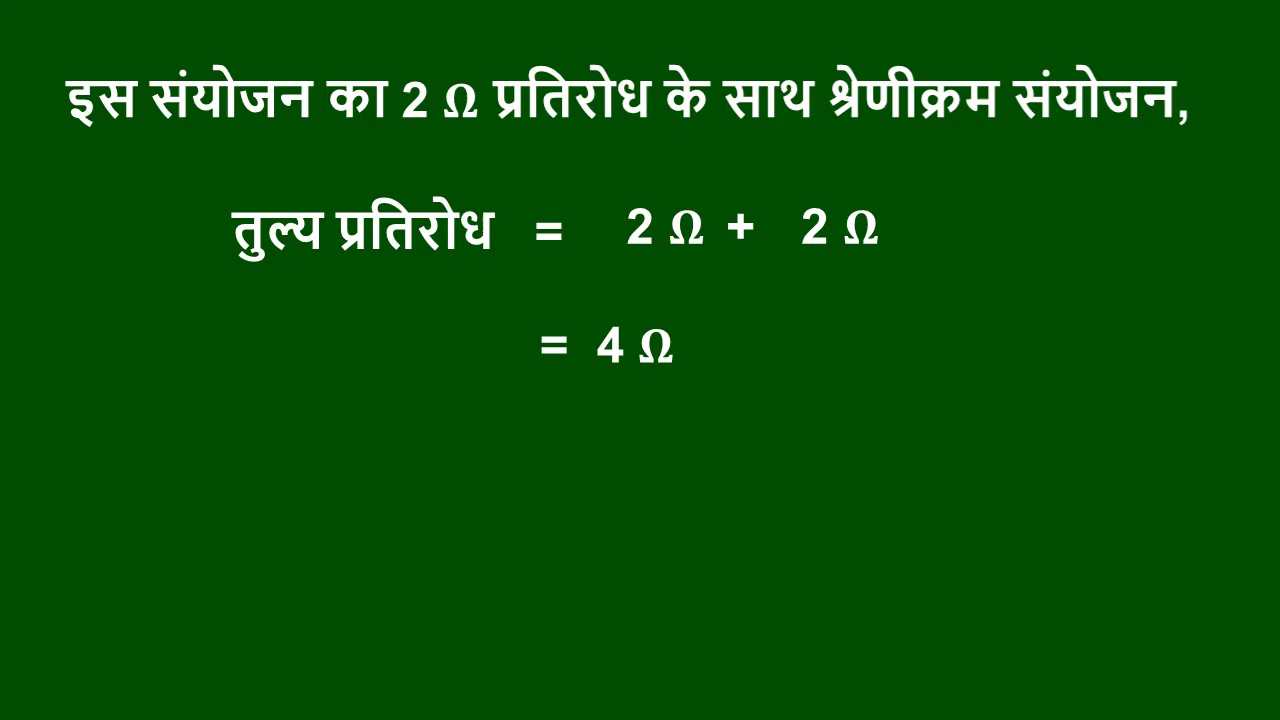 इस संयोजन का 2 Ω प्रतिरोध के साथ श्रेणीक्रम संयोजन,
तुल्य प्रतिरोध = 2 Ω + 2 Ω
= 4 Ω